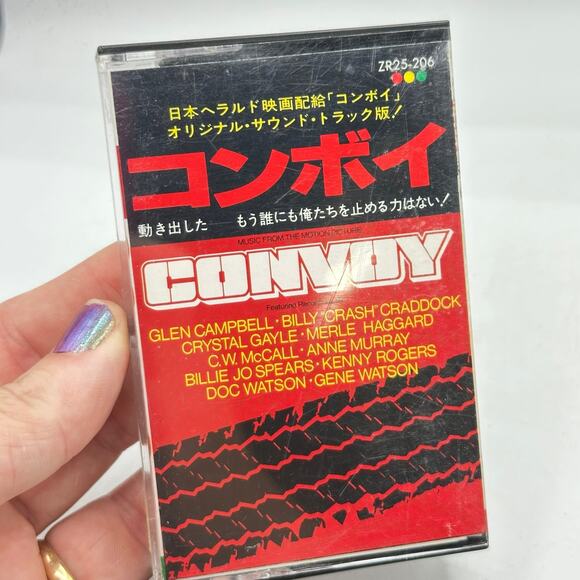 ZR25-206
日本ヘラルド映画配給「コンボイ」
オリジナル・サウンド・トラック版!
コンボイ
動き出した もう誰にも俺たちを止める力はない!
MUSIC FROM THE MOTION PICTURE
CONVOY
Featuring
GLEN CAMPBELL・BILLY "CRASH" CRADDOCK
CRYSTAL GAYLE・MERLE HAGGARD
C.W. McCALL・ANNE MURRAY
BILLIE JO SPEARS・KENNY ROGERS
DOC WATSON・GENE WATSON